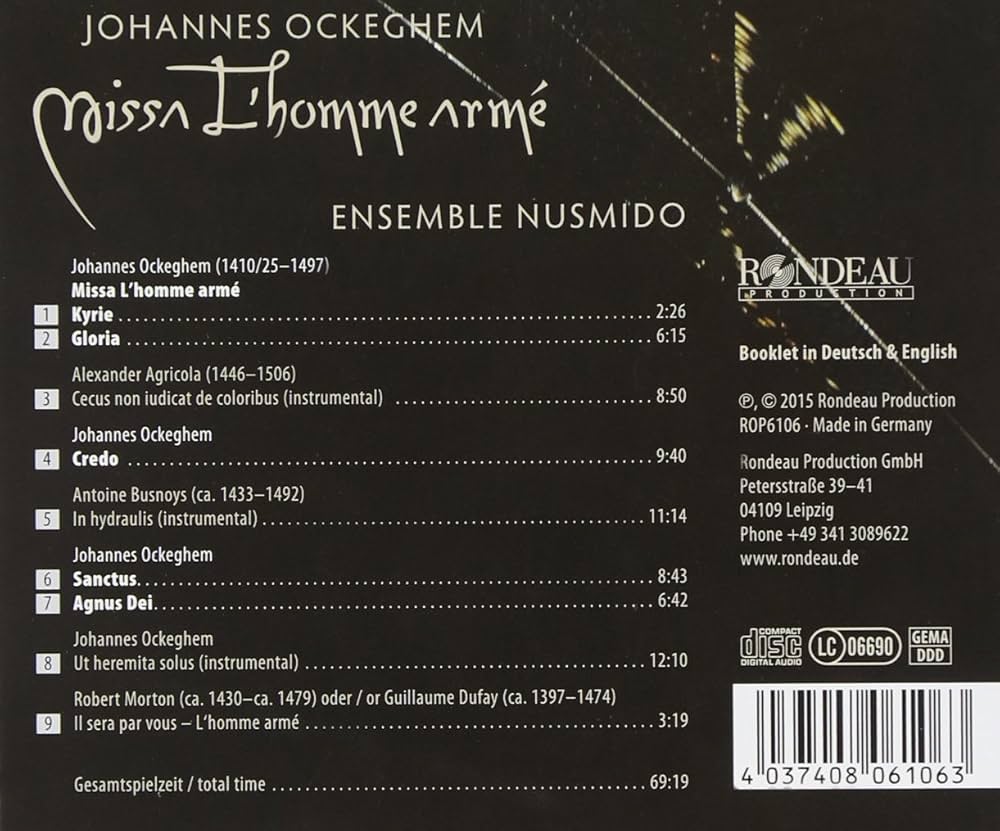 JOHANNES OCKEGHEM
Missa L'homme armé
ENSEMBLE NUSMIDO
Johannes Ockeghem (1410/25–1497)
Missa L'homme armé
1 Kyrie 2:26
2 Gloria 6:15
Alexander Agricola (1446–1506)
3 Cecus non iudicat de coloribus (instrumental) 8:50
Johannes Ockeghem
4 Credo 9:40
Antoine Busnoys (ca. 1433–1492)
5 In hydraulis (instrumental) 11:14
Johannes Ockeghem
6 Sanctus 8:43
7 Agnus Dei 6:42
Johannes Ockeghem
8 Ut heremita solus (instrumental) 12:10
Robert Morton (ca. 1430–ca. 1479) oder / or Guillaume Dufay (ca. 1397–1474)
9 Il sera par vous – L'homme armé 3:19
Gesamtspielzeit / total time 69:19
RONDEAU
PRODUCTION
Booklet in Deutsch & English
℗, © 2015 Rondeau Production
ROP6106 · Made in Germany
Rondeau Production GmbH
Petersstraße 39–41
04109 Leipzig
Phone +49 341 3089622
www.rondeau.de
COMPACT
disc
DIGITAL AUDIO
LC 06690
GEMA
DDD
4 037408 061063